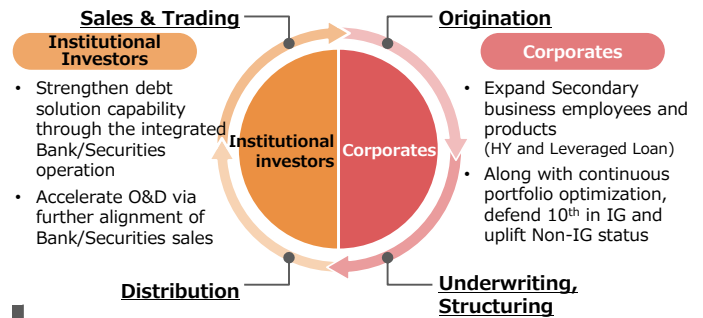 Sales & Trading
Origination
Institutional
Investors
Corporates
• Strengthen debt
solution capability
through the integrated
Bank/Securities
operation
• Accelerate O&D via
further alignment of
Bank/Securities sales
Institutional
investors
Corporates
• Expand Secondary
business employees and
products
(HY and Leveraged Loan)
• Along with continuous
portfolio optimization,
defend 10th in IG and
uplift Non-IG status
Distribution
Underwriting,
Structuring